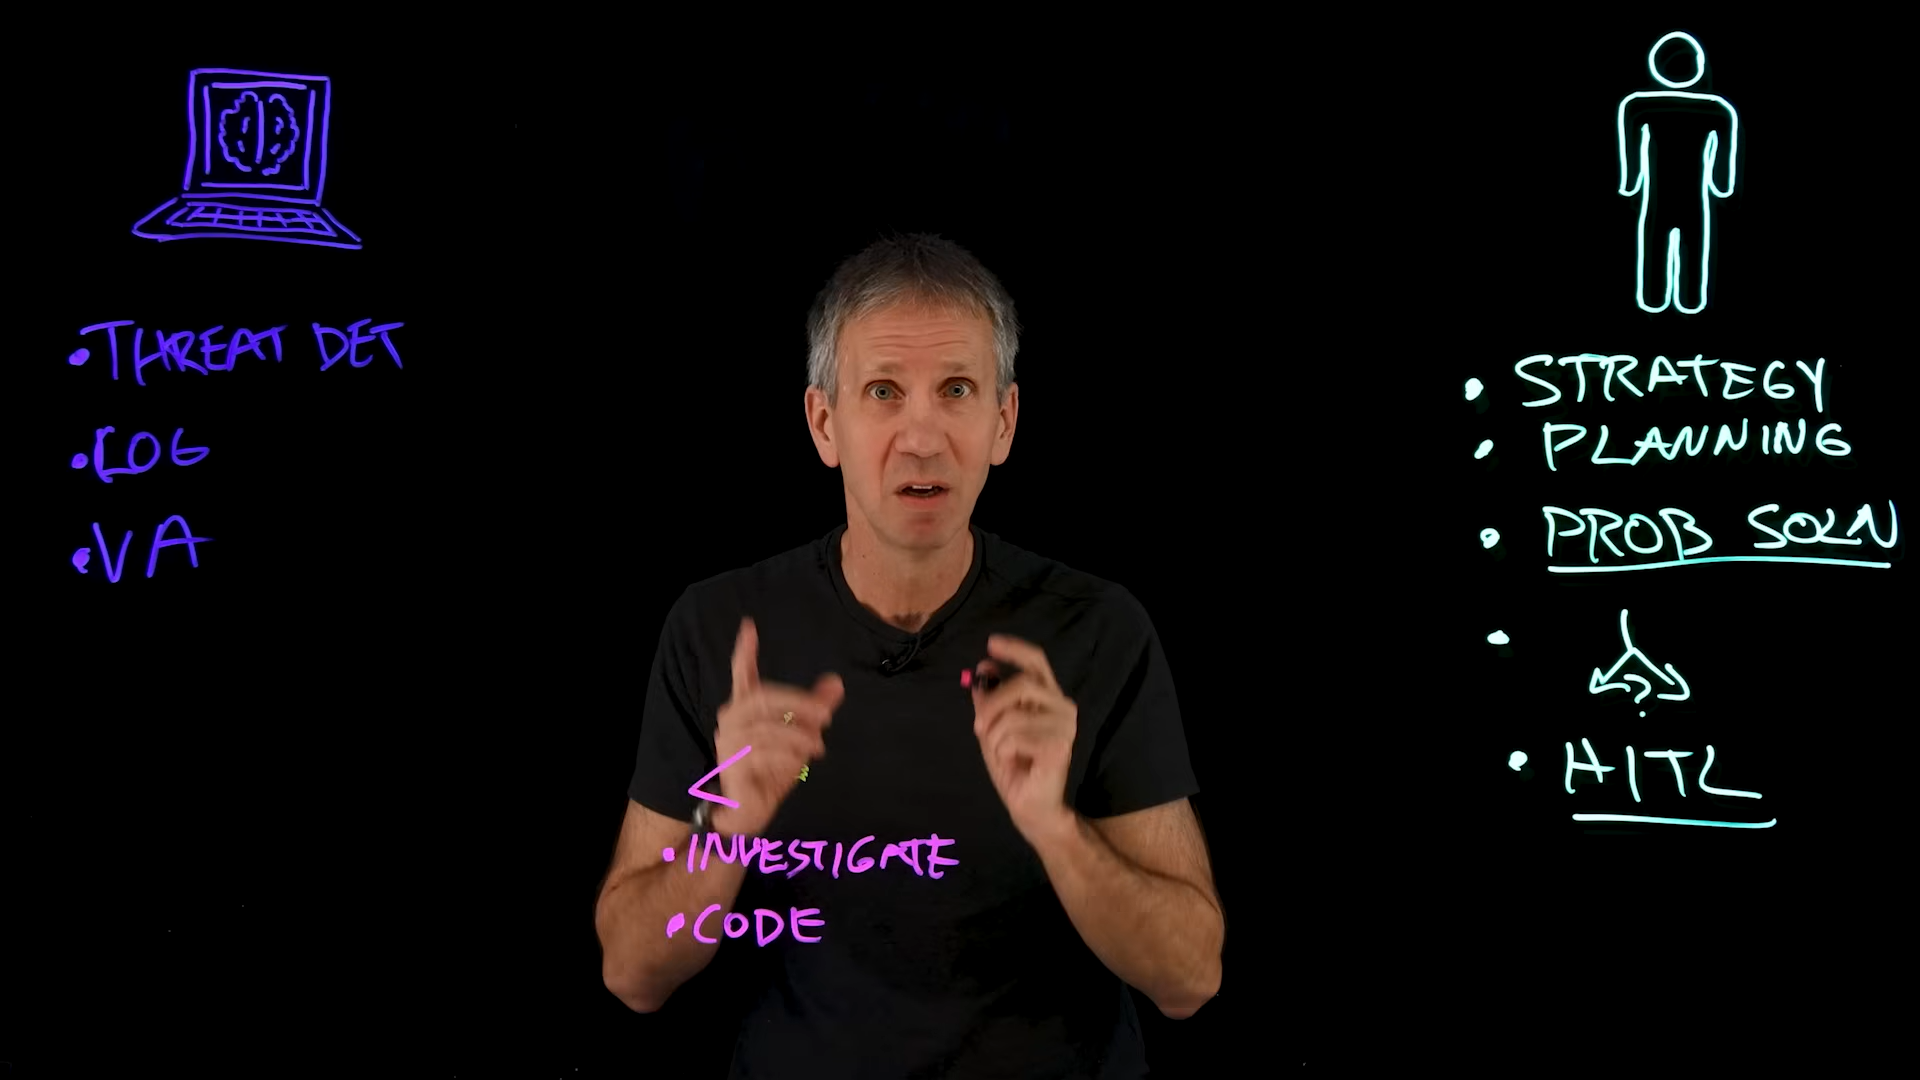 • THREAT DET
• LOG
• VA
<
• INVESTIGATE
• CODE
• STRATEGY
• PLANNING
• PROB SOLN
?
• HITL